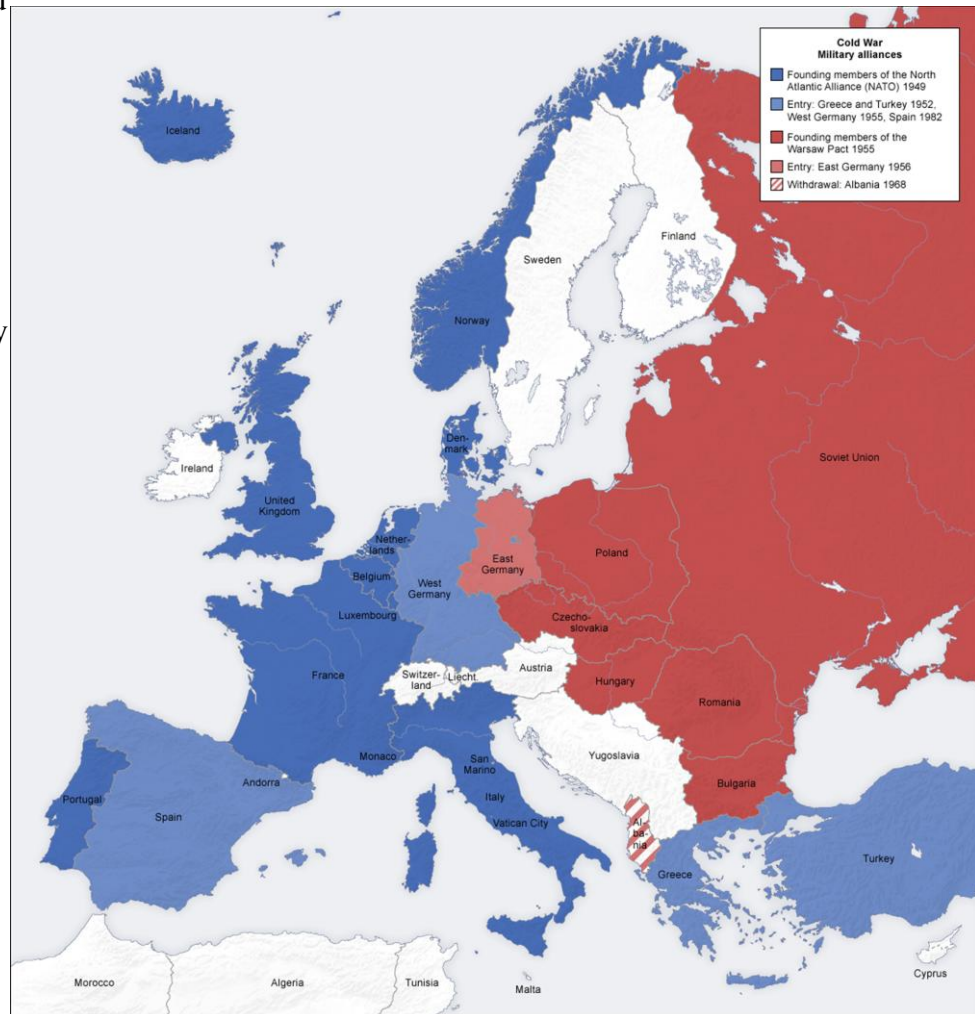 Cold War
Military alliances
Founding members of the North
Atlantic Alliance (NATO) 1949
Entry: Greece and Turkey 1952,
West Germany 1955, Spain 1982
Founding members of the
Warsaw Pact 1955
Entry: East Germany 1956
Withdrawal: Albania 1968
Iceland
Finland
Sweden
Norway
Den-
mark
Ireland
United
Kingdom
Soviet Union
Nether-
lands
Belgium
Luxembourg
West
Germany
East
Germany
Poland
Czecho-
slovakia
France
Switzer-
land
Liecht.
Austria
Hungary
Romania
Yugoslavia
Monaco
San
Marino
Italy
Vatican City
Andorra
Portugal
Spain
Bulgaria
Al-
ba-
nia
Greece
Turkey
Morocco
Algeria
Tunisia
Malta
Cyprus